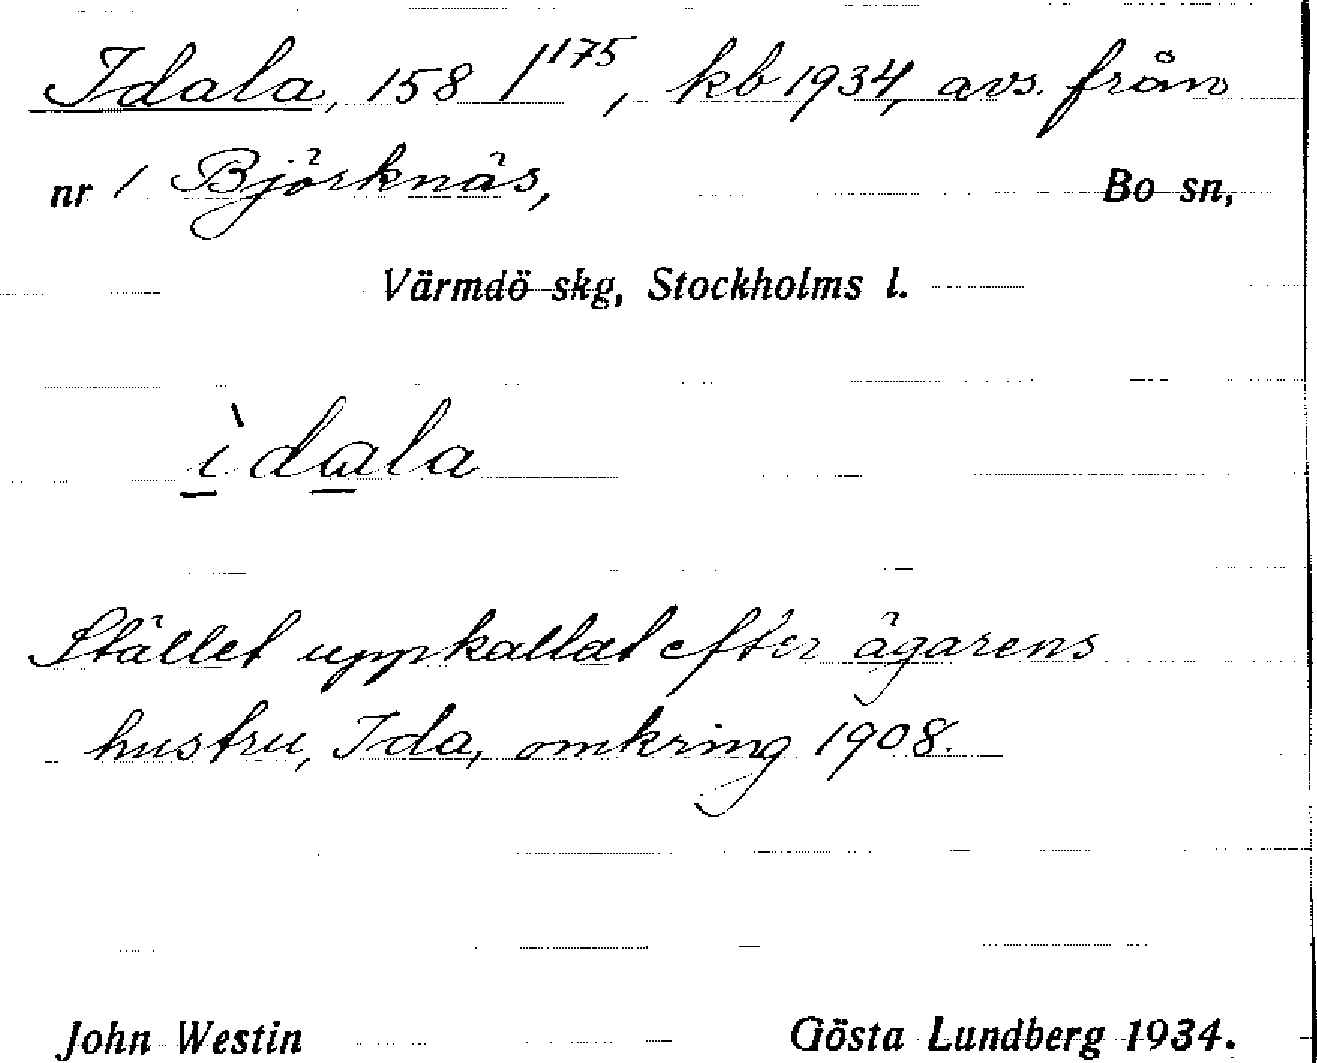 Idala, 158 1/175, kb 1934, avs. från
nr 1 Björknäs, Bo sn,
Värmdö skg, Stockholms l.
ìdala
Stället uppkallat efter ägarens
hustru, Ida, omkring 1908.
John Westin Gösta Lundberg 1934.